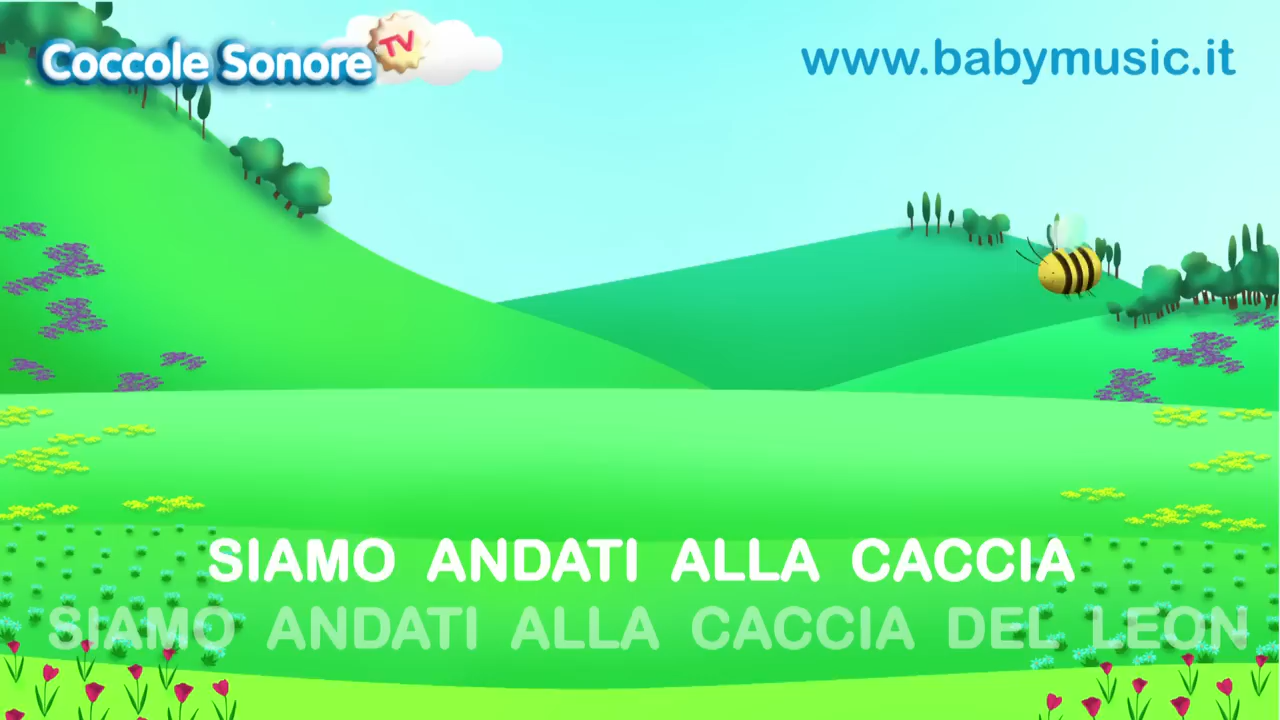 Coccole Sonore TV
www.babymusic.it
SIAMO ANDATI ALLA CACCIA
SIAMO ANDATI ALLA CACCIA DEL LEON